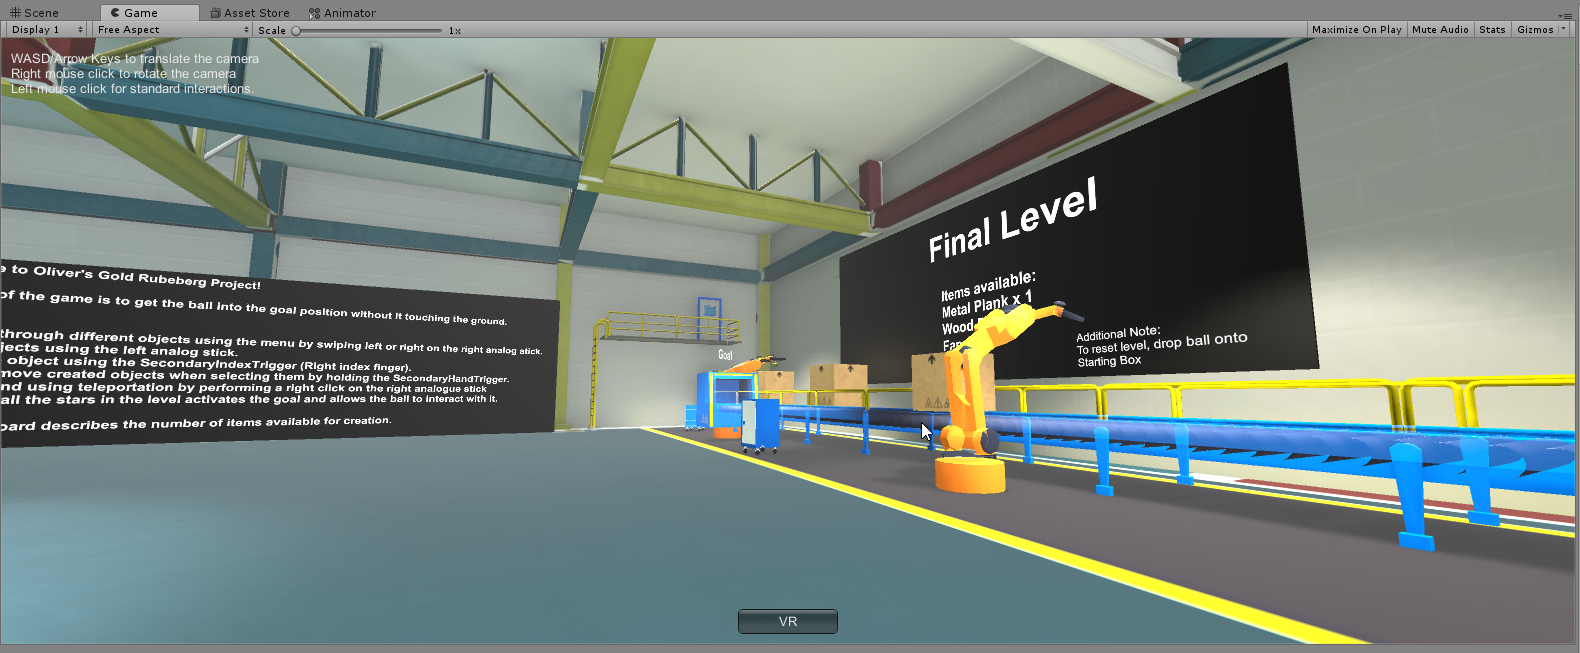 Scene
Game
Asset Store
Animator
Display 1
Free Aspect
Scale
1x
Maximize On Play
Mute Audio
Stats
Gizmos
WASD/Arrow Keys to translate the camera
Right mouse click to rotate the camera
Left mouse click for standard interactions.
to Oliver's Gold Rubeberg Project!
of the game is to get the ball into the goal position without it touching the ground.
through different objects using the menu by swiping left or right on the right analog stick.
using the left analog stick.
object using the SecondaryIndexTrigger (Right index finger).
move created objects when selecting them by holding the SecondaryHandTrigger.
using teleportation by performing a right click on the right analogue stick
all the stars in the level activates the goal and allows the ball to interact with it.
describes the number of items available for creation.
Goal
Final Level
Items available:
Metal Plank x 1
Wood
Additional Note:
To reset level, drop ball onto
Starting Box
VR